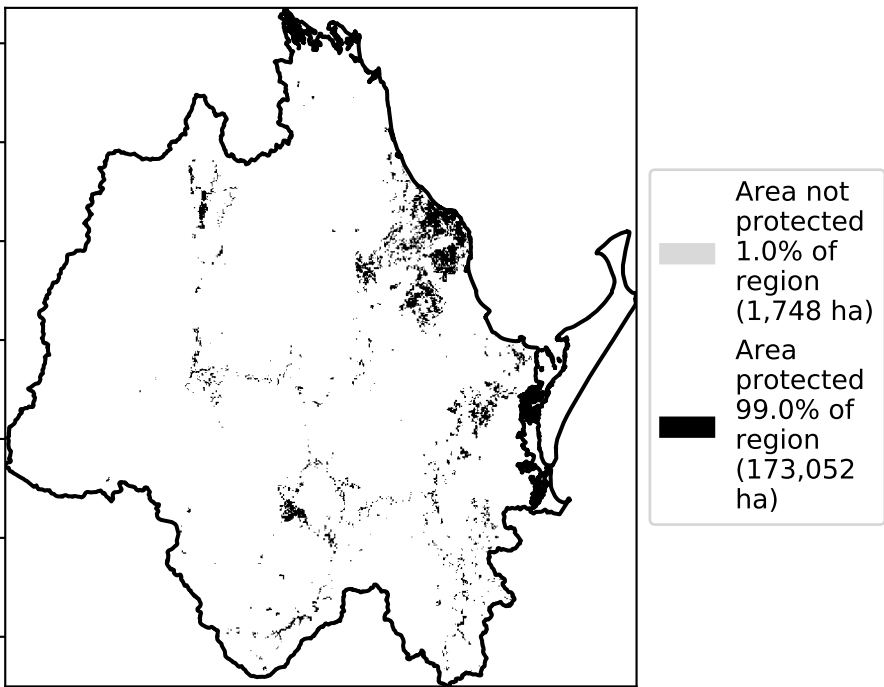 Area not
protected
1.0% of
region
(1,748 ha)
Area
protected
99.0% of
region
(173,052
ha)